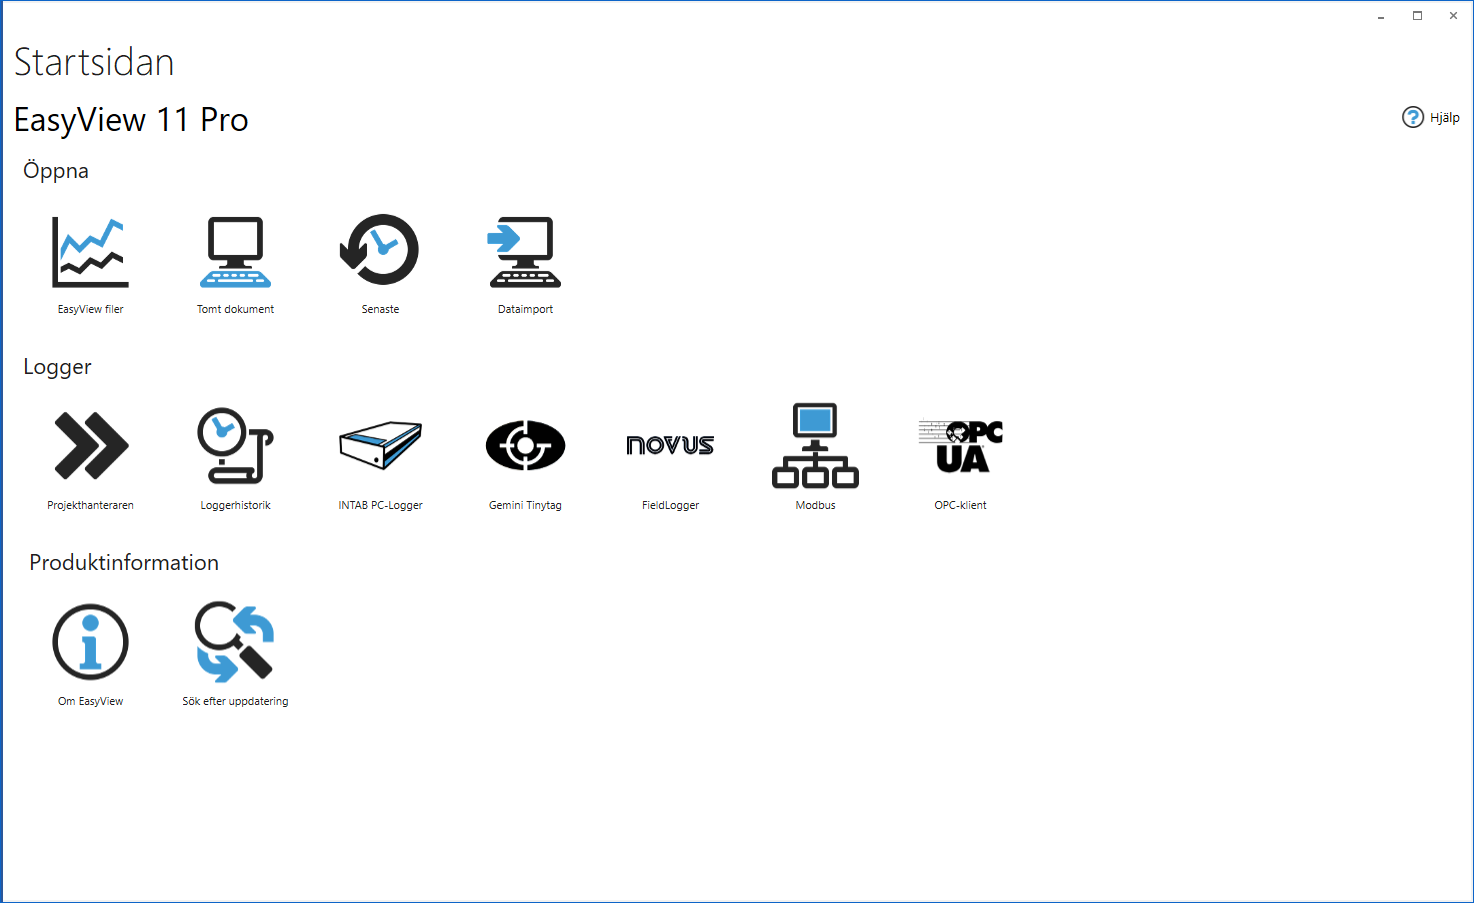 Startsidan
EasyView 11 Pro
Hjälp
Öppna
EasyView filer
Tomt dokument
Senaste
Dataimport
Logger
novus
OPC
UA
Projekthanteraren
Loggerhistorik
INTAB PC-Logger
Gemini Tinytag
FieldLogger
Modbus
OPC-klient
Produktinformation
Om EasyView
Sök efter uppdatering